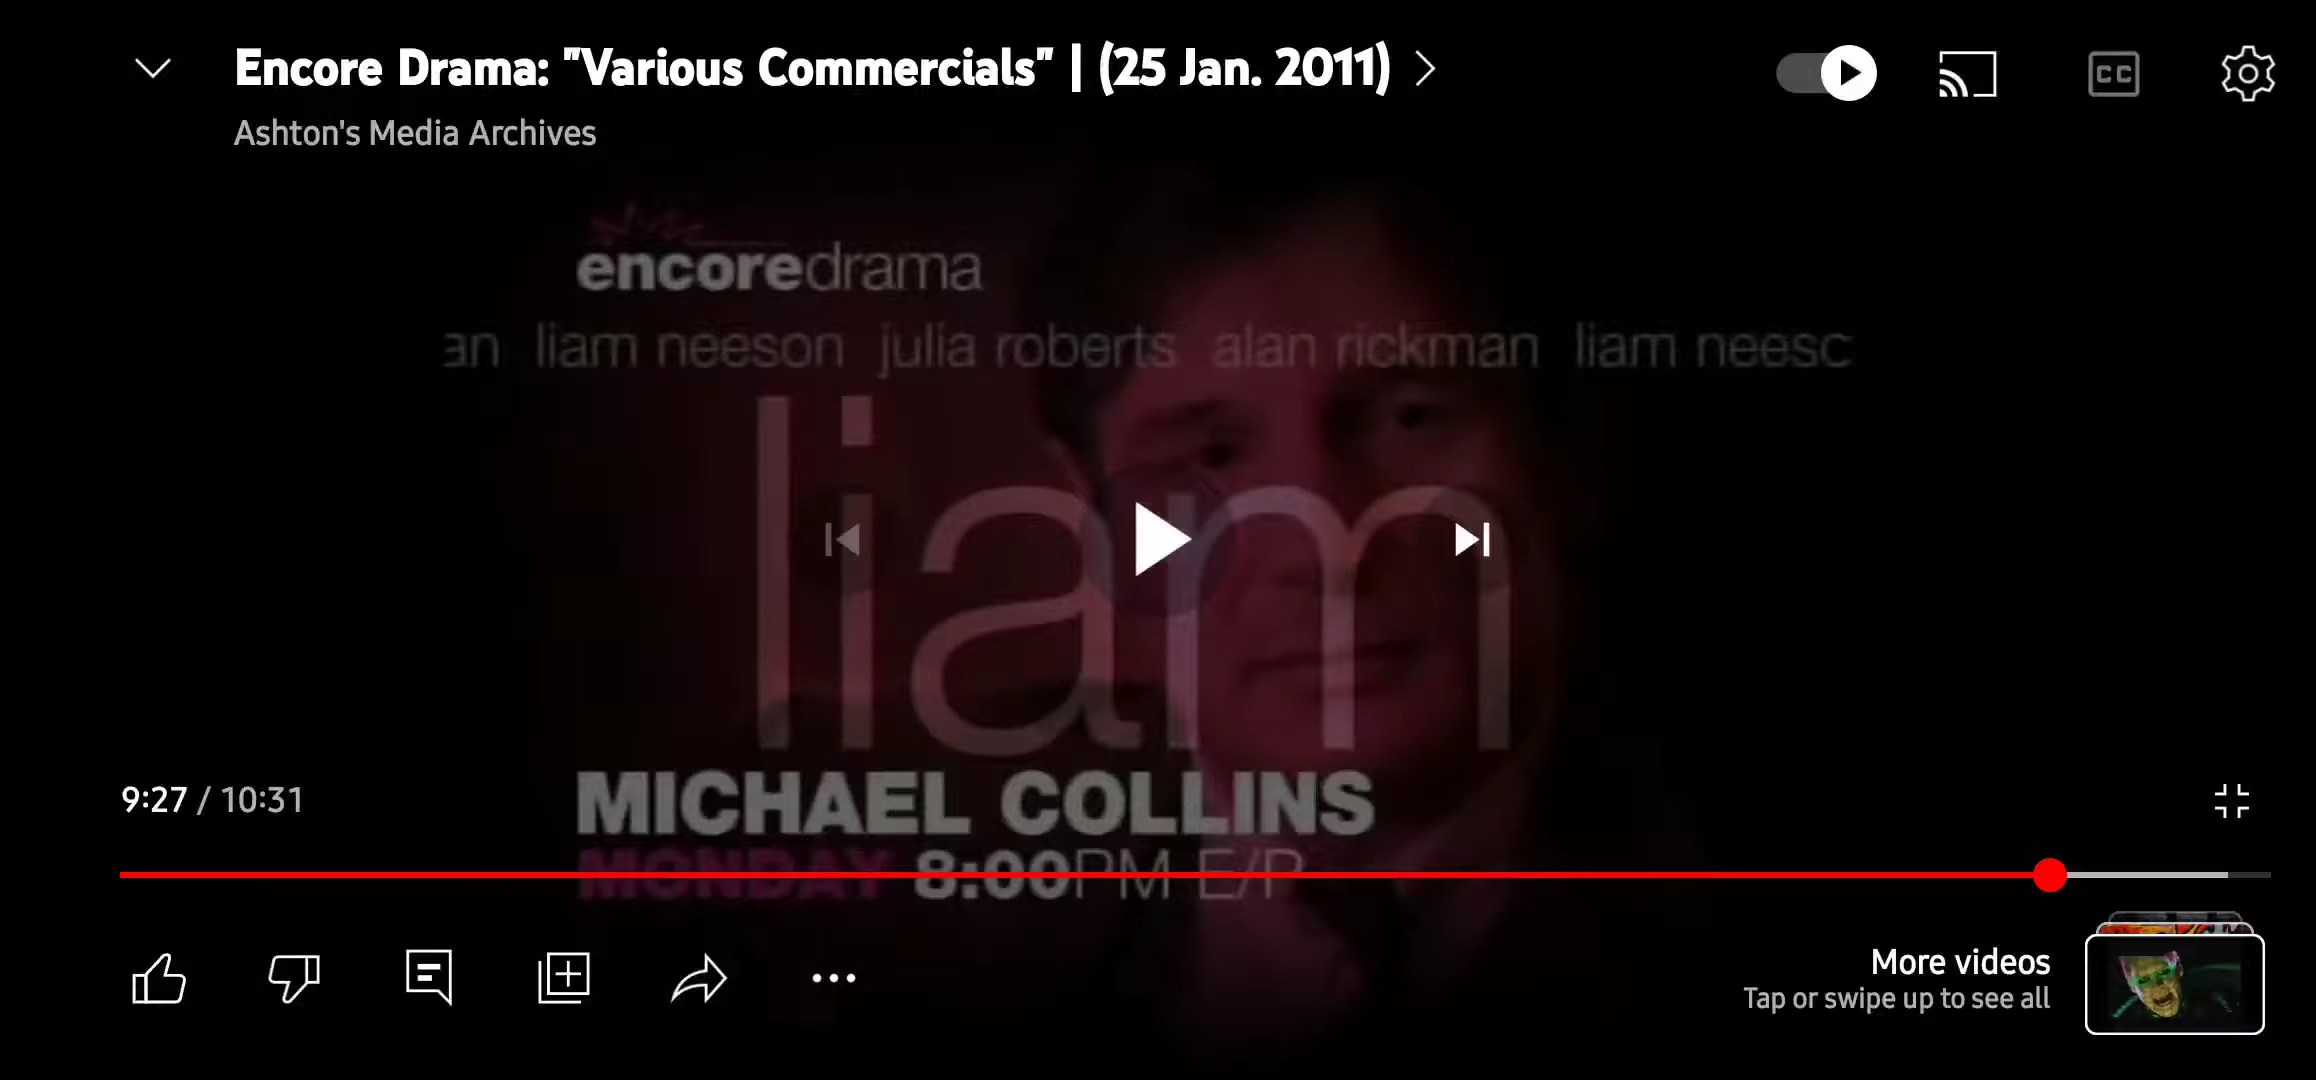 Encore Drama: "Various Commercials" | (25 Jan. 2011)
Ashton's Media Archives
CC
encoredrama
an liam neeson julia roberts alan rickman liam neesc
liam
MICHAEL COLLINS
MONDAY 8:00PM E/P
9:27 / 10:31
More videos
Tap or swipe up to see all